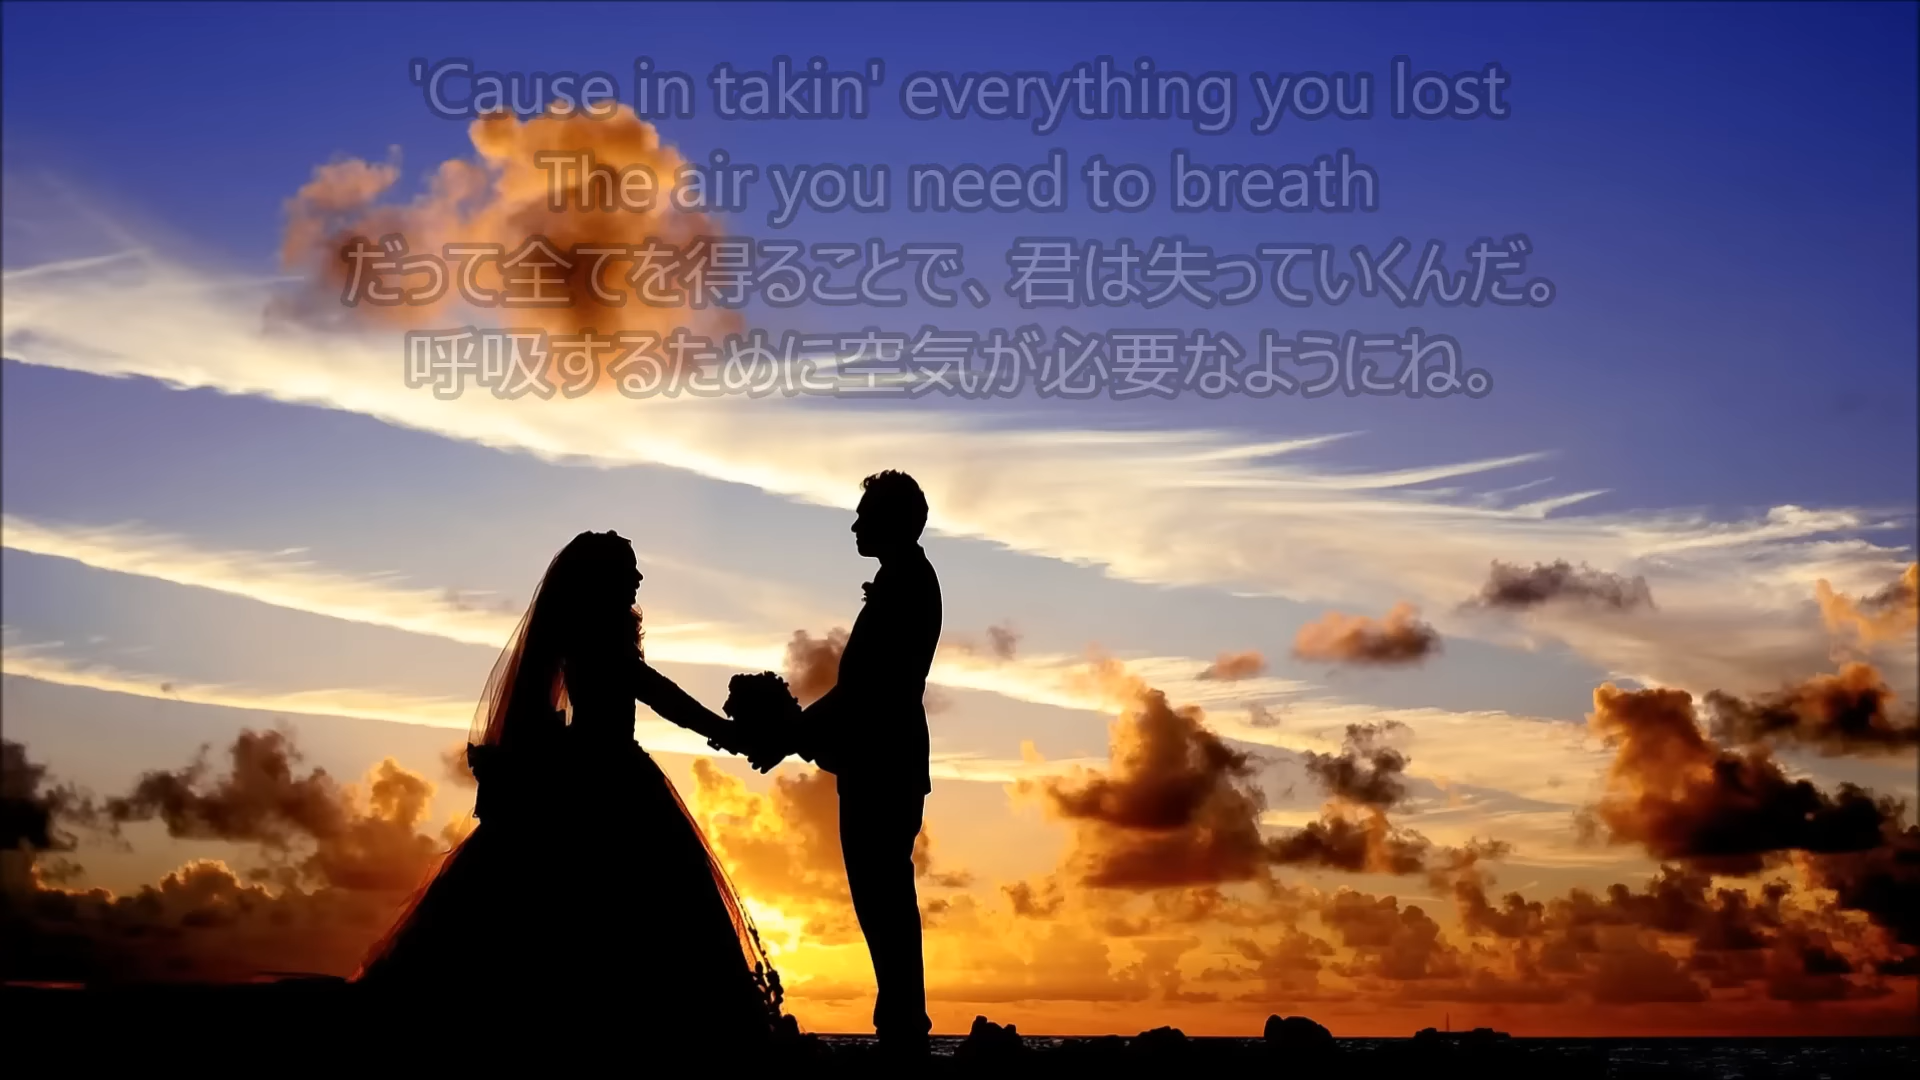 'Cause in takin' everything you lost
The air you need to breath
だって全てを得ることで、君は失っていくんだ。
呼吸するために空気が必要なようにね。